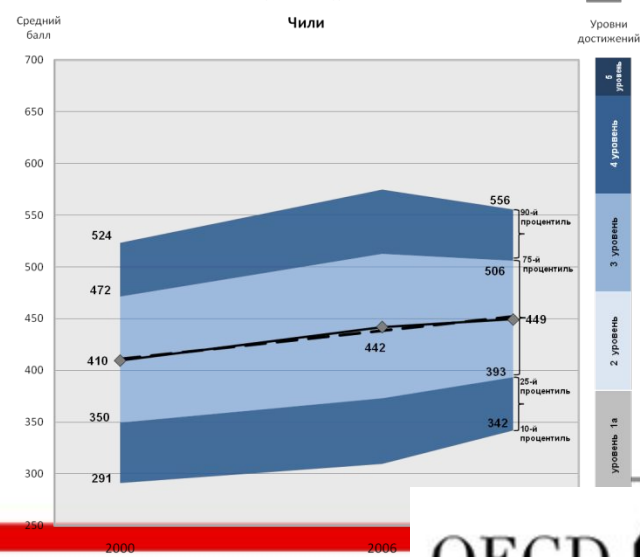 Средний
балл
Чили
Уровни
достижений
700
650
600
550
500
450
400
350
300
250
524
472
410
350
291
442
556
506
449
393
342
90-й
процентиль
75-й
процентиль
25-й
процентиль
10-й
процентиль
5
уровень
4 уровень
3 уровень
2 уровень
уровень 1a
2000
2006
OECD